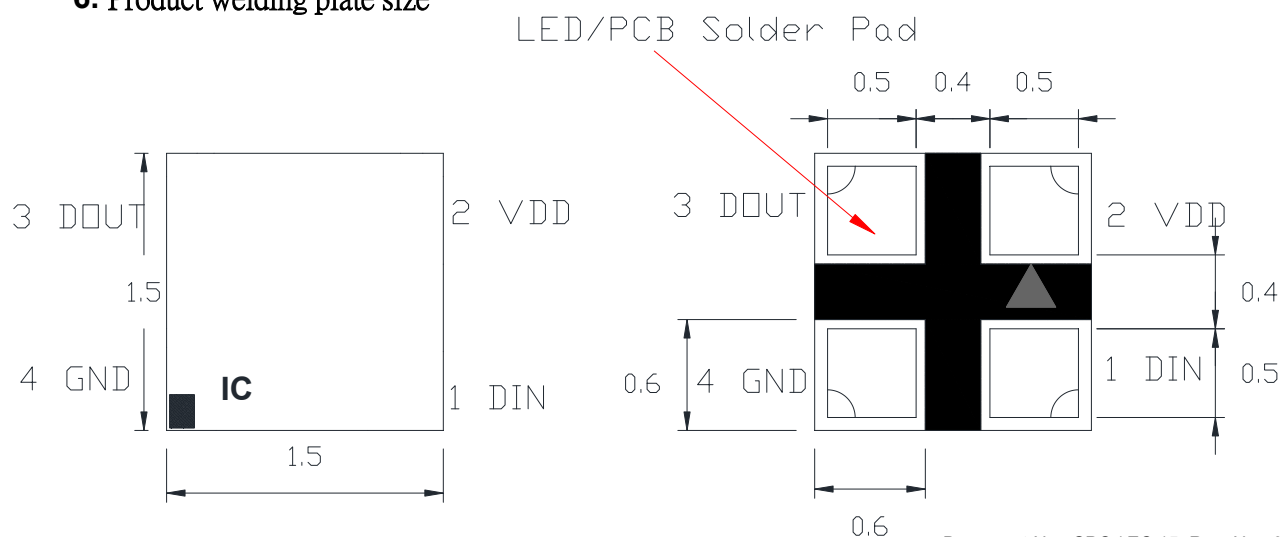 6. Product welding plate size
LED/PCB Solder Pad
0.5 0.4 0.5
3 DOUT
2 VDD
3 DOUT
2 VDD
1.5
0.4
4 GND
IC
1 DIN
0.6
4 GND
1 DIN
0.5
1.5
0.6